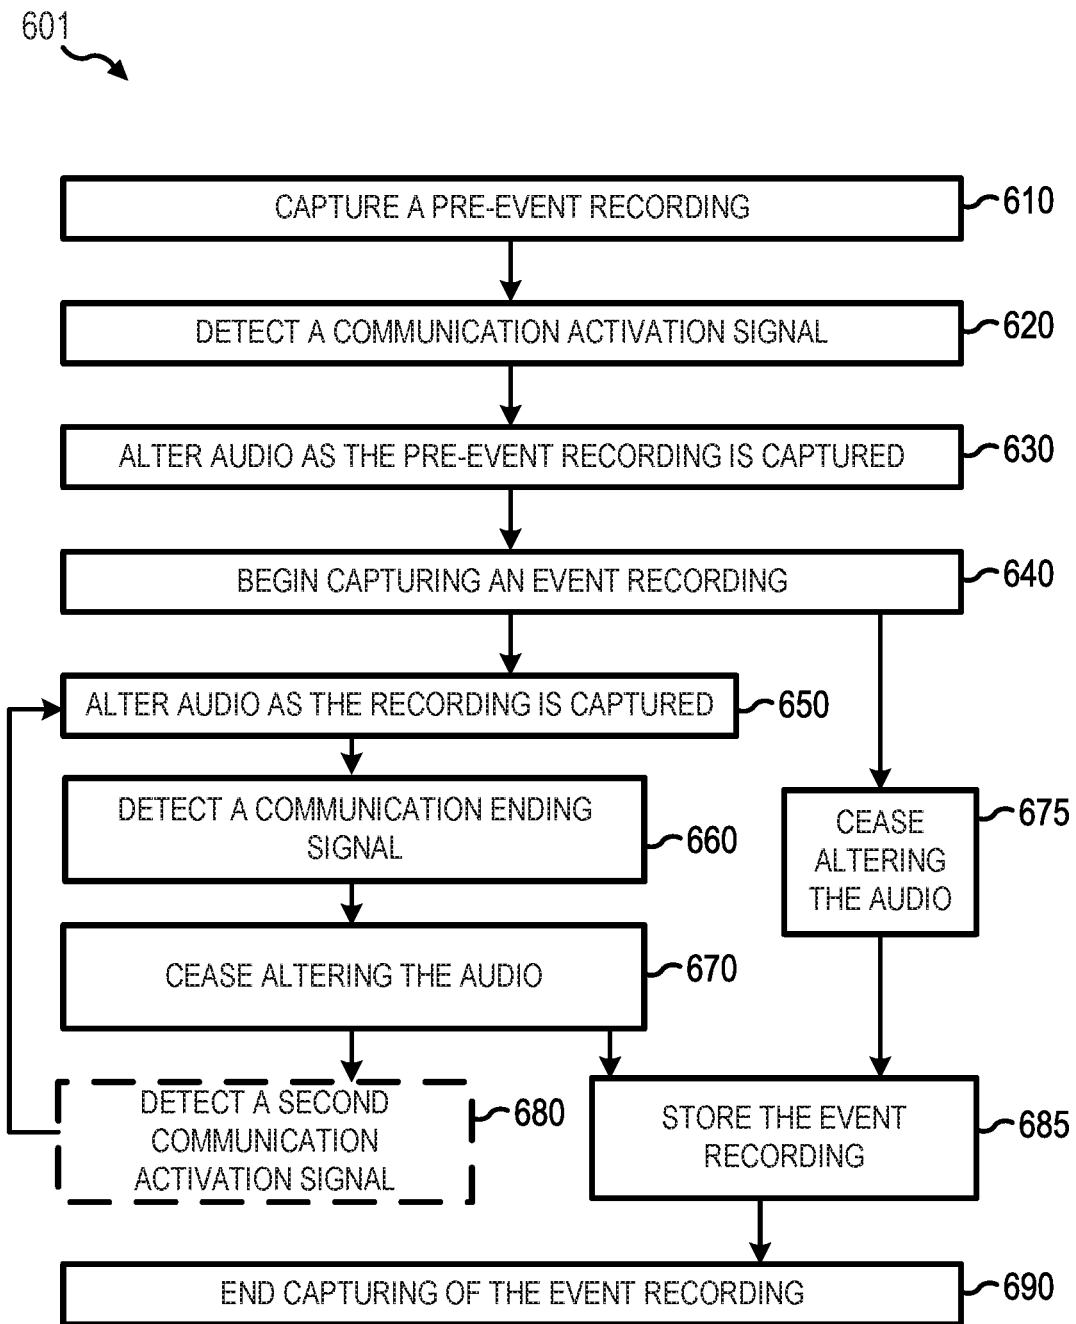 601
CAPTURE A PRE-EVENT RECORDING
610
DETECT A COMMUNICATION ACTIVATION SIGNAL
620
ALTER AUDIO AS THE PRE-EVENT RECORDING IS CAPTURED
630
BEGIN CAPTURING AN EVENT RECORDING
640
ALTER AUDIO AS THE RECORDING IS CAPTURED
650
DETECT A COMMUNICATION ENDING
SIGNAL
660
CEASE
ALTERING
THE AUDIO
675
CEASE ALTERING THE AUDIO
670
DETECT A SECOND
COMMUNICATION
ACTIVATION SIGNAL
680
STORE THE EVENT
RECORDING
685
END CAPTURING OF THE EVENT RECORDING
690